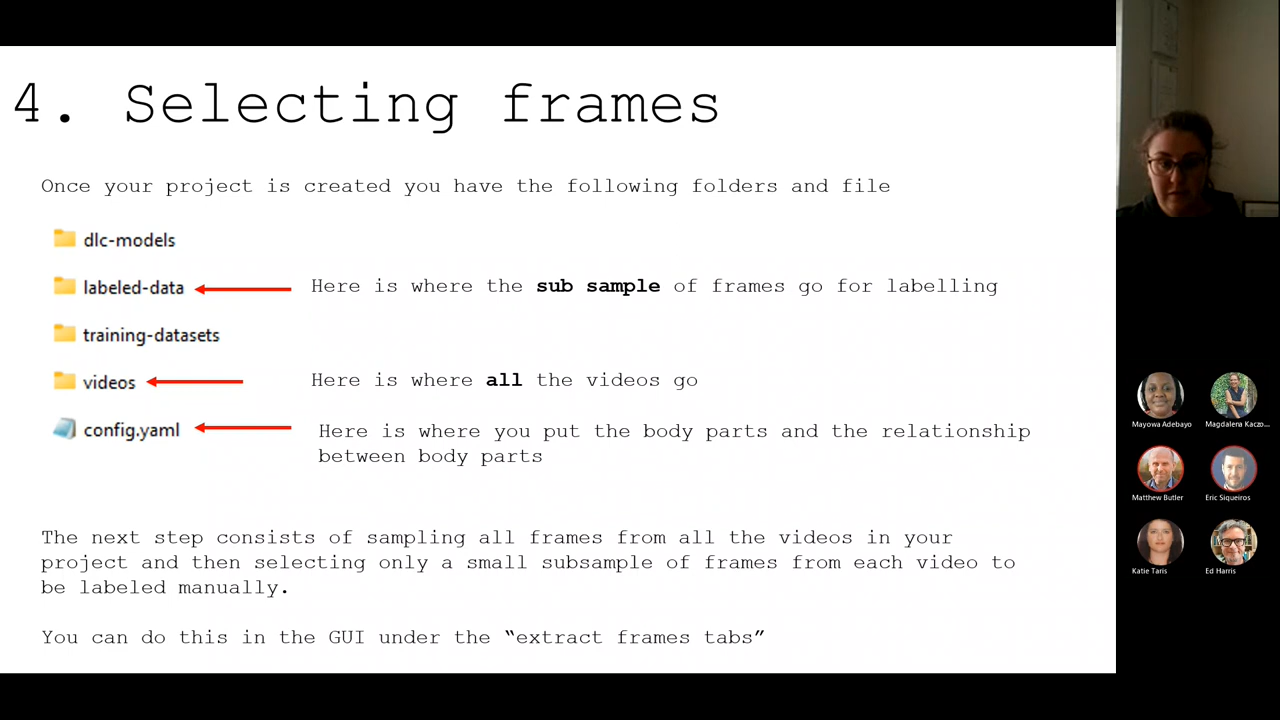 4. Selecting frames
Once your project is created you have the following folders and file
dlc-models
labeled-data
Here is where the sub sample of frames go for labelling
training-datasets
videos
Here is where all the videos go
config.yaml
Here is where you put the body parts and the relationship
between body parts
The next step consists of sampling all frames from all the videos in your
project and then selecting only a small subsample of frames from each video to
be labeled manually.
You can do this in the GUI under the “extract frames tabs”
Mayowa Adebayo
Magdalena Kaczo...
Matthew Butler
Eric Siqueiros
Katie Taris
Ed Harris